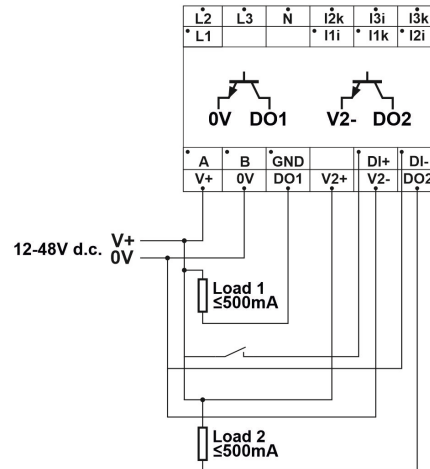 L2 L3 N I2k I3i I3k
L1 I1i I1k I2i
0V DO1 V2- DO2
A B GND DI+ DI-
V+ 0V DO1 V2+ V2- DO2
12-48V d.c. V+
0V
Load 1
≤500mA
Load 2
≤500mA